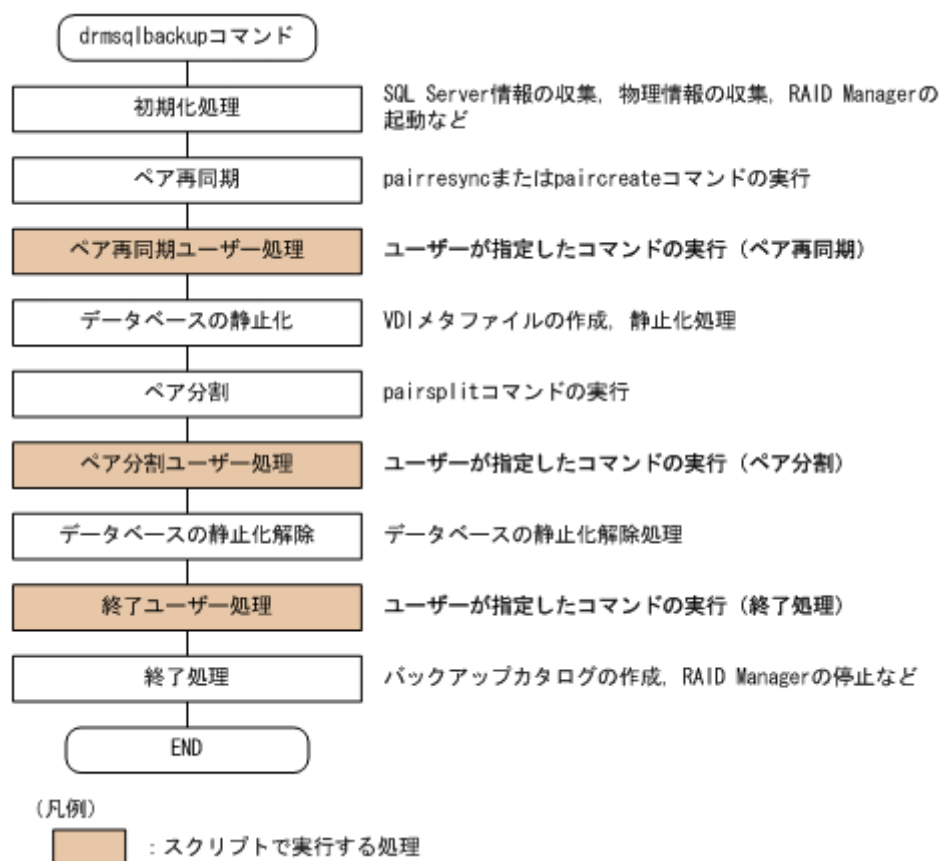 drmsqlbackupコマンド
初期化処理
SQL Server情報の収集, 物理情報の収集, RAID Managerの
起動など
ペア再同期
pairresyncまたはpaircreateコマンドの実行
ペア再同期ユーザー処理
ユーザーが指定したコマンドの実行（ペア再同期）
データベースの静止化
VDIメタファイルの作成, 静止化処理
ペア分割
pairsplitコマンドの実行
ペア分割ユーザー処理
ユーザーが指定したコマンドの実行（ペア分割）
データベースの静止化解除
データベースの静止化解除処理
終了ユーザー処理
ユーザーが指定したコマンドの実行（終了処理）
終了処理
バックアップカタログの作成, RAID Managerの停止など
END
（凡例）
：スクリプトで実行する処理